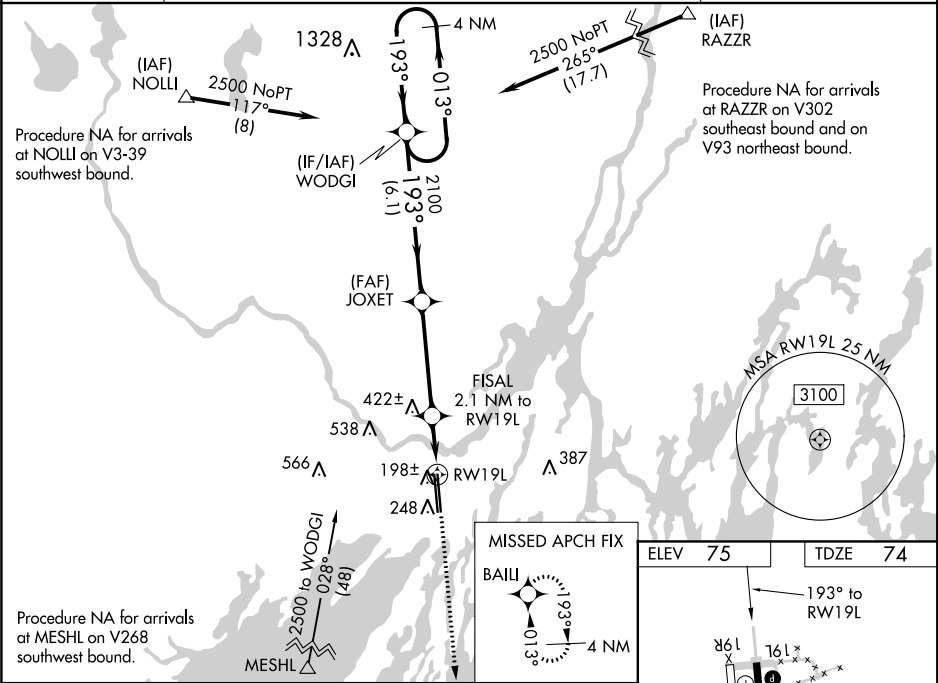 1328
4 NM
193°
013°
(IAF)
NOLLI
2500 NoPT
117°
(8)
Procedure NA for arrivals
at NOLLI on V3-39
southwest bound.
(IAF)
RAZZR
2500 NoPT
265°
(17.7)
Procedure NA for arrivals
at RAZZR on V302
southeast bound and on
V93 northeast bound.
(IF/IAF)
WODGI
2100
193°
(6.1)
(FAF)
JOXET
FISAL
2.1 NM to
RW19L
422±
538
566
198±
RW19L
387
248
MSA RW19L 25 NM
3100
2500 to WODGI
028°
(48)
MESHL
Procedure NA for arrivals
at MESHL on V268
southwest bound.
MISSED APCH FIX
BAILI
193°
013°
4 NM
ELEV 75
TDZE 74
193° to
RW19L
19R
19L
P